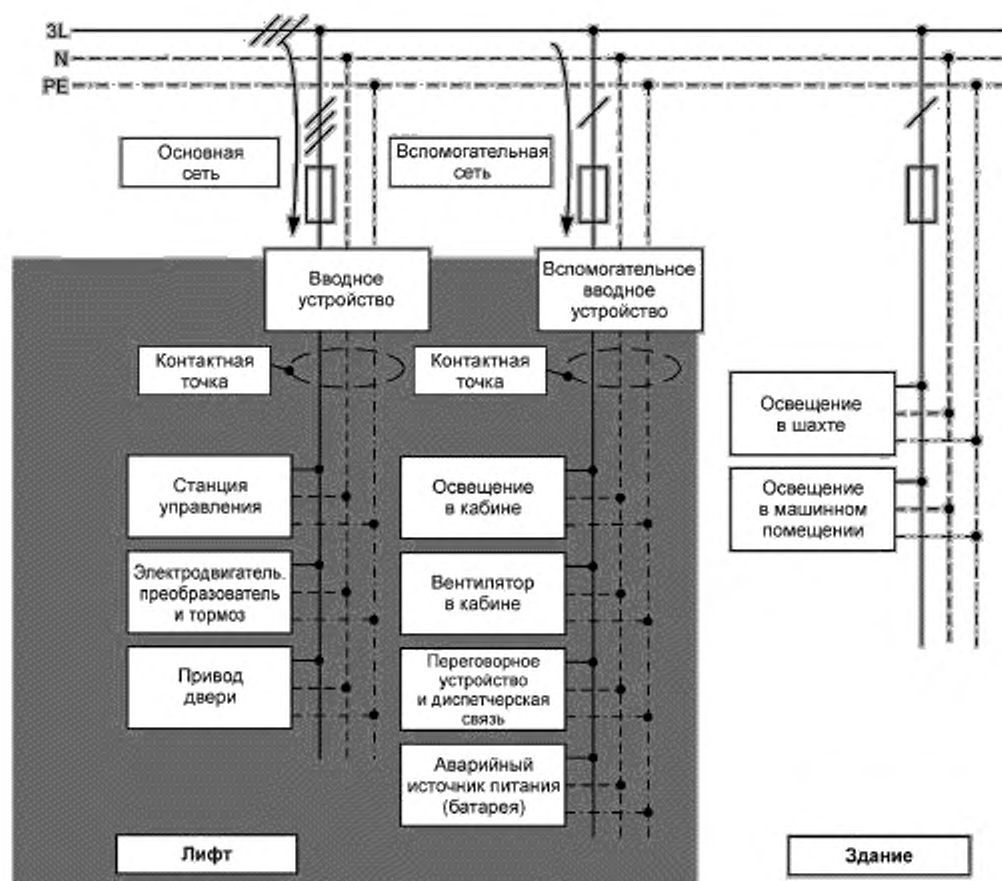 3L
N
PE
Основная
сеть
Вспомогательная
сеть
Вводное
устройство
Вспомогательное
вводное
устройство
Контактная
точка
Контактная
точка
Станция
управления
Электродвигатель.
преобразователь
и тормоз
Привод
двери
Освещение
в кабине
Вентилятор
в кабине
Переговорное
устройство
и диспетчерская
связь
Аварийный
источник питания
(батарея)
Освещение
в шахте
Освещение
в машинном
помещении
Лифт
Здание